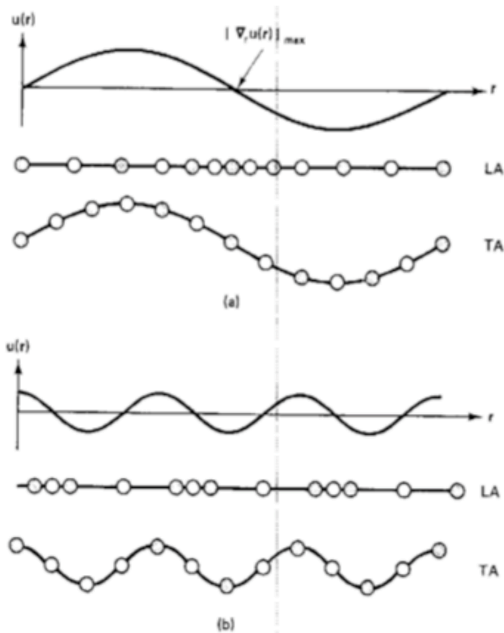 u(r)
| ∇ᵣu(r) |ₘₐₓ
r
LA
TA
(a)
u(r)
r
LA
TA
(b)